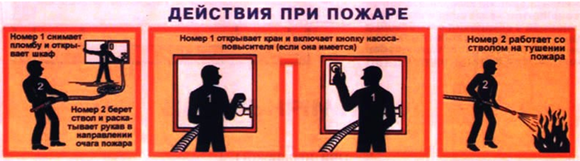 ДЕЙСТВИЯ ПРИ ПОЖАРЕ
Номер 1 снимает
пломбу и откры-
вает шкаф
2
Номер 2 берет
ствол и раска-
тывает рукав в
направлении
очага пожара
Номер 1 открывает кран и включает кнопку насоса-
повысителя (если она имеется)
1
1
Номер 2 работает со
стволом на тушении
пожара
2